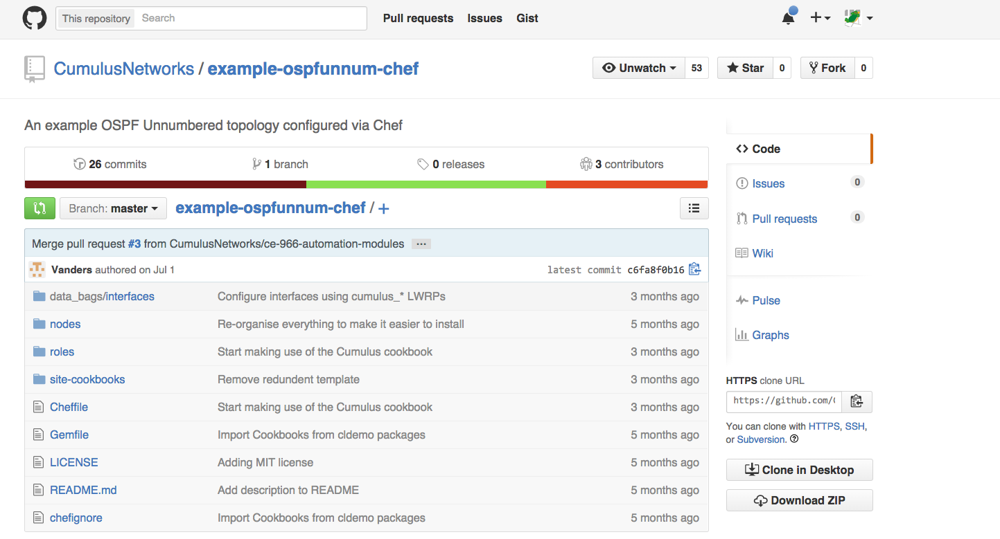 This repository Search Pull requests Issues Gist
CumulusNetworks / example-ospfunnum-chef Unwatch 53 Star 0 Fork 0
An example OSPF Unnumbered topology configured via Chef
26 commits 1 branch 0 releases 3 contributors
Branch: master example-ospfunnum-chef / +
Merge pull request #3 from CumulusNetworks/ce-966-automation-modules ...
Vanders authored on Jul 1 latest commit c6fa8f0b16
data_bags/interfaces Configure interfaces using cumulus_* LWRPs 3 months ago
nodes Re-organise everything to make it easier to install 5 months ago
roles Start making use of the Cumulus cookbook 3 months ago
site-cookbooks Remove redundent template 3 months ago
Cheffile Start making use of the Cumulus cookbook 3 months ago
Gemfile Import Cookbooks from cldemo packages 5 months ago
LICENSE Adding MIT license 5 months ago
README.md Add description to README 5 months ago
chefignore Import Cookbooks from cldemo packages 5 months ago
Code
Issues 0
Pull requests 0
Wiki
Pulse
Graphs
HTTPS clone URL
https://github.com/
You can clone with HTTPS, SSH,
or Subversion.
Clone in Desktop
Download ZIP